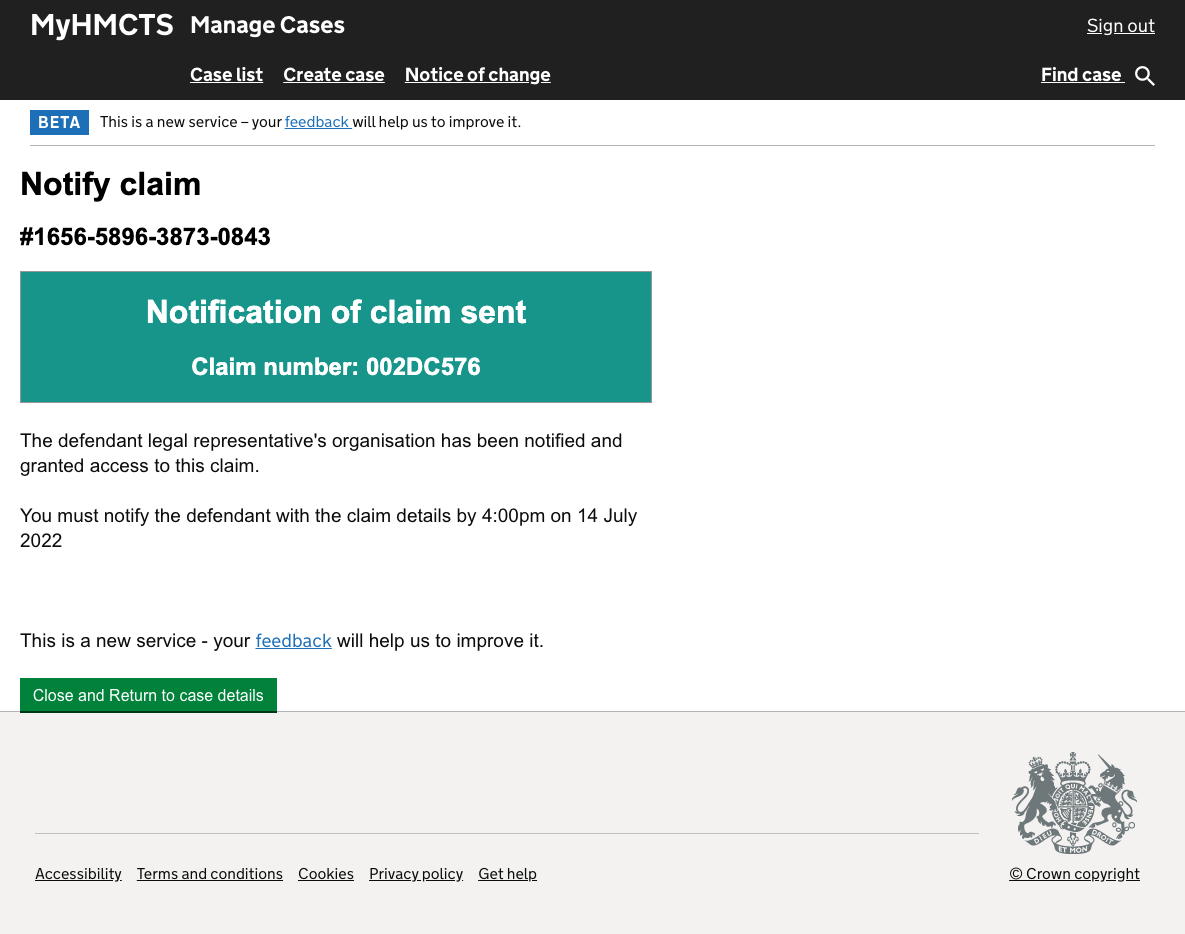 MyHMCTS Manage Cases Sign out
Case list Create case Notice of change Find case
BETA This is a new service – your feedback will help us to improve it.
Notify claim
#1656-5896-3873-0843
Notification of claim sent
Claim number: 002DC576
The defendant legal representative's organisation has been notified and
granted access to this claim.
You must notify the defendant with the claim details by 4:00pm on 14 July
2022
This is a new service - your feedback will help us to improve it.
Close and Return to case details
DIEU ET MON DROIT
Accessibility Terms and conditions Cookies Privacy policy Get help © Crown copyright